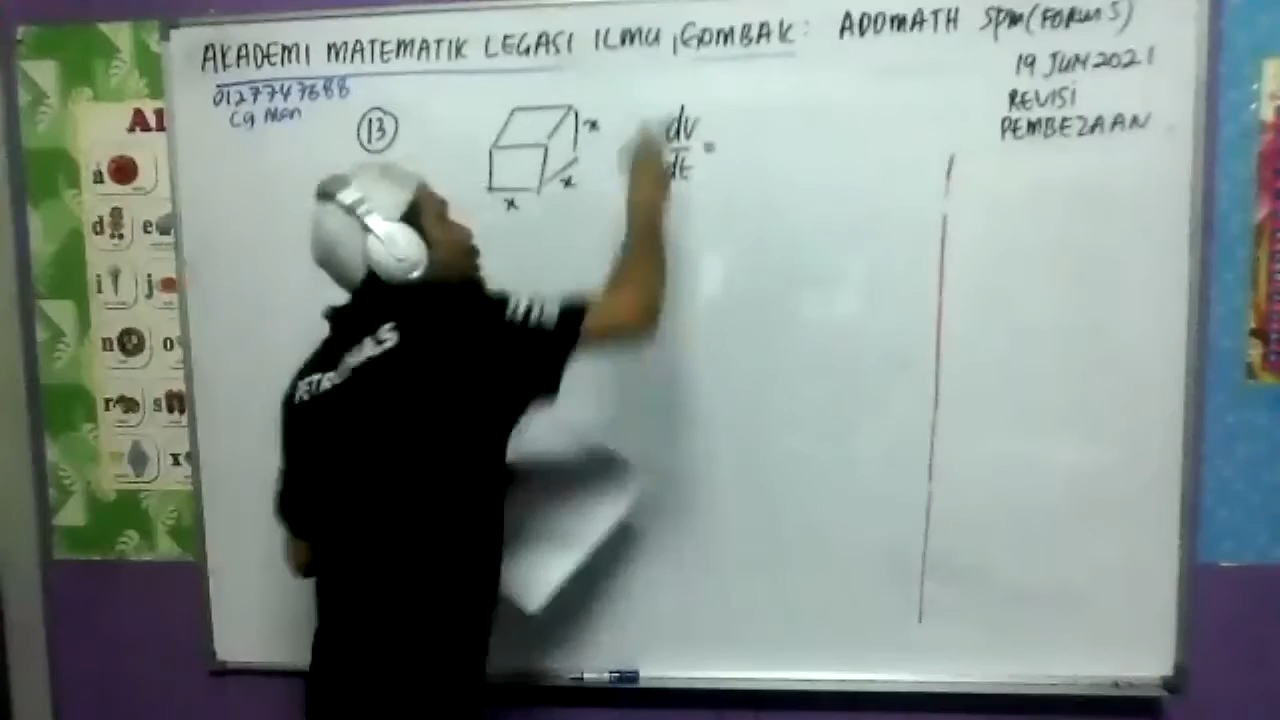 AKADEMI MATEMATIK LEGASI ILMU, GOMBAK: ADDMATH SPM (FORM 5)
0127747688
Cg Man
19 JUN 2021
REVISI
PEMBEZAAN
13
x
x
x
dv
dt =
A1
a
d e
i j
n o
r s
x